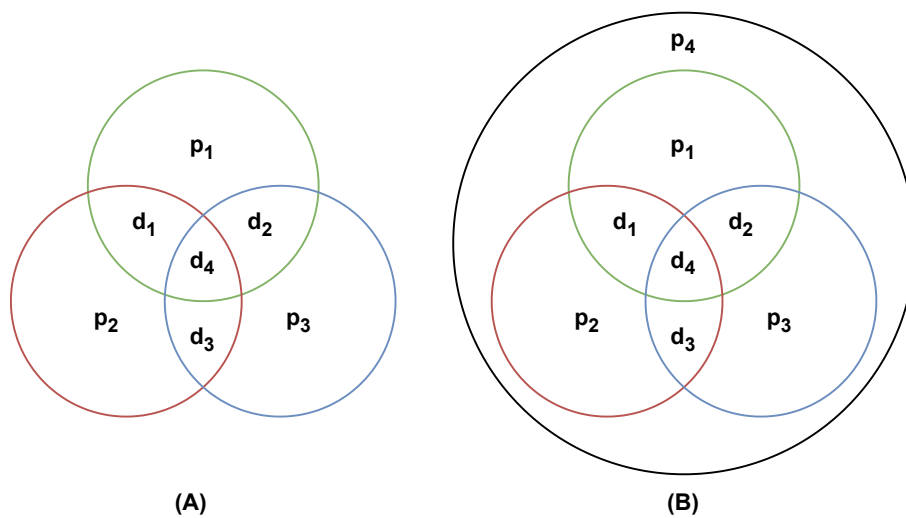 p₁
d₁
d₂
d₄
p₂
p₃
d₃
(A)
p₄
p₁
d₁
d₂
d₄
p₂
p₃
d₃
(B)